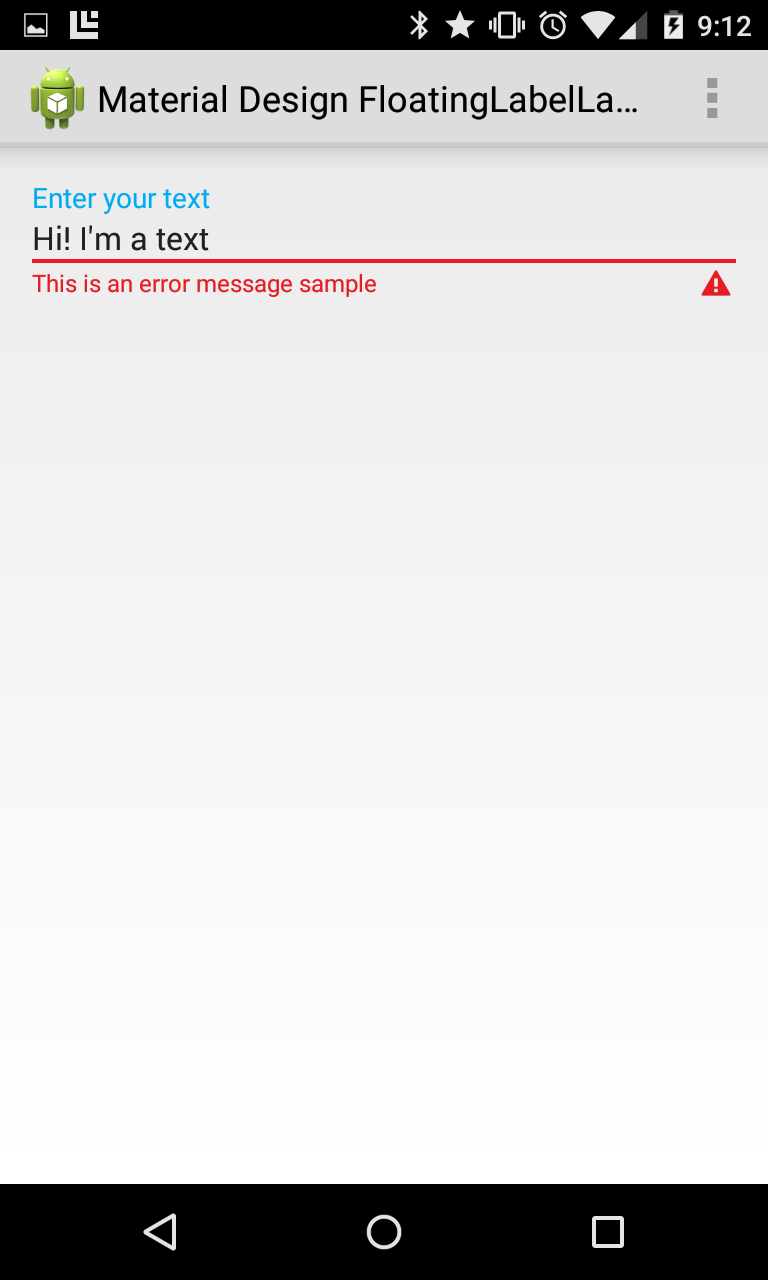 9:12
Material Design FloatingLabelLa…
Enter your text
Hi! I'm a text
This is an error message sample